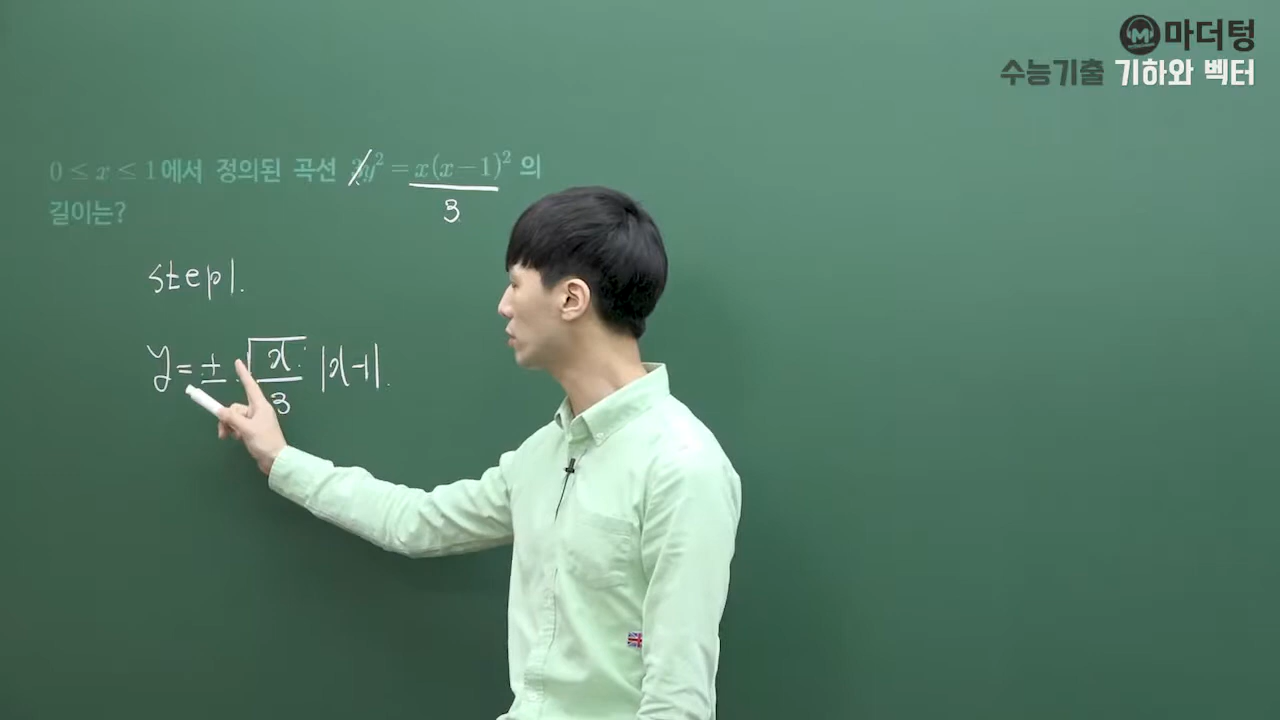 마더텅
수능기출 기하와 벡터
0 ≤ x ≤ 1에서 정의된 곡선 3y² = x(x−1)² 의
3
길이는?
step1.
y = ± √x/3 |x-1|.